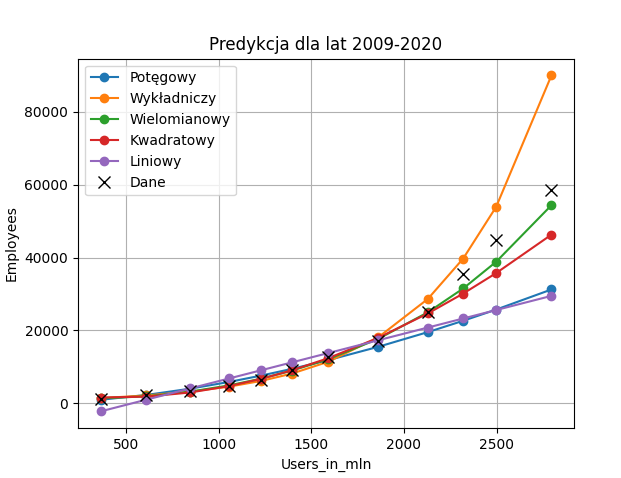 Predykcja dla lat 2009-2020
Potęgowy
Wykładniczy
Wielomianowy
Kwadratowy
Liniowy
Dane
Employees
80000
60000
40000
20000
0
500
1000
1500
2000
2500
Users_in_mln